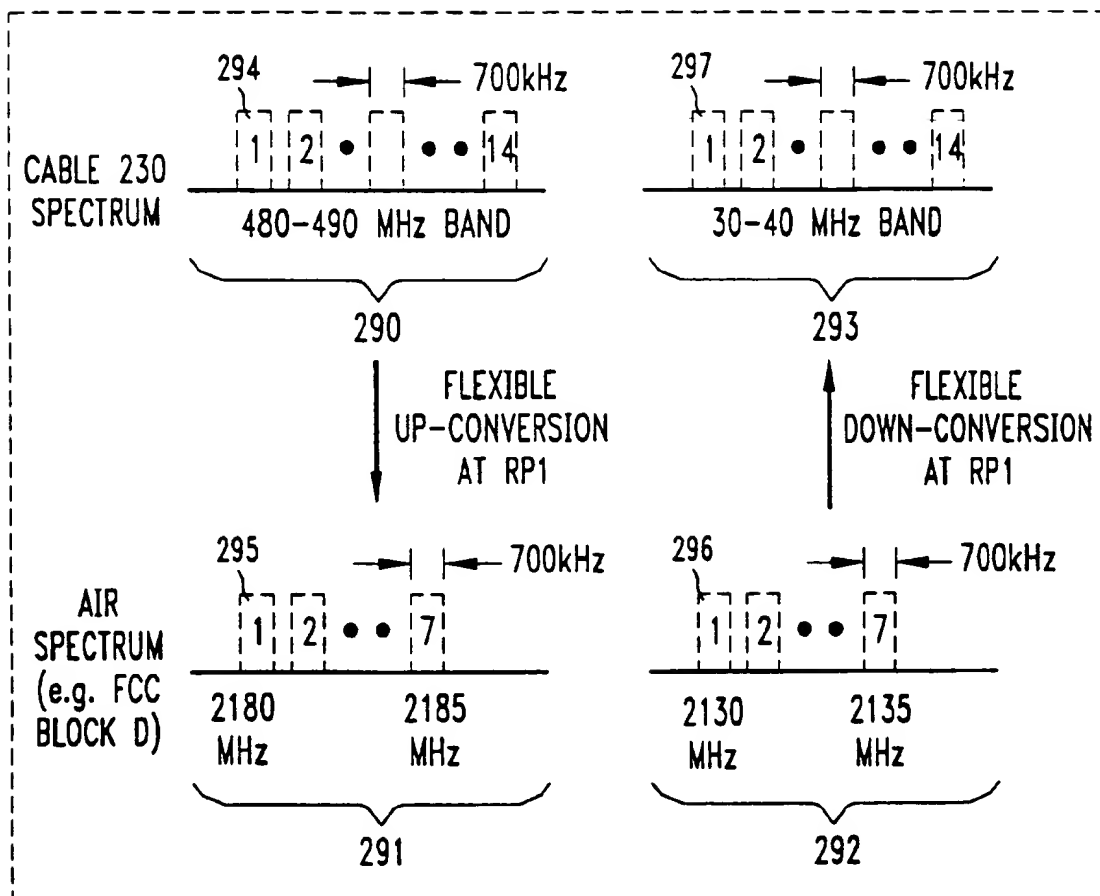 CABLE 230
SPECTRUM
294
700kHz
1 2 14
480-490 MHz BAND
290
297
700kHz
1 2 14
30-40 MHz BAND
293
FLEXIBLE
UP-CONVERSION
AT RP1
FLEXIBLE
DOWN-CONVERSION
AT RP1
AIR
SPECTRUM
(e.g. FCC
BLOCK D)
295
700kHz
1 2 7
2180
MHz
2185
MHz
291
296
700kHz
1 2 7
2130
MHz
2135
MHz
292